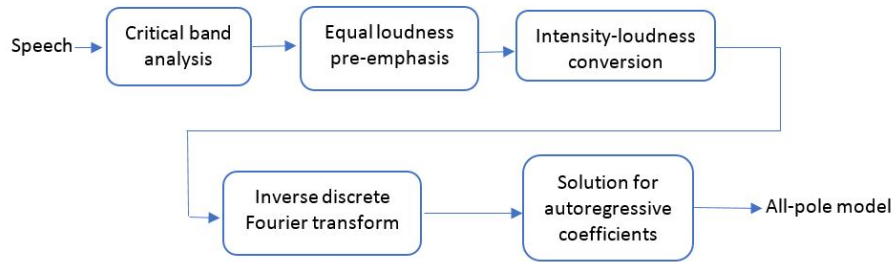 Speech
Critical band
analysis
Equal loudness
pre-emphasis
Intensity-loudness
conversion
Inverse discrete
Fourier transform
Solution for
autoregressive
coefficients
All-pole model